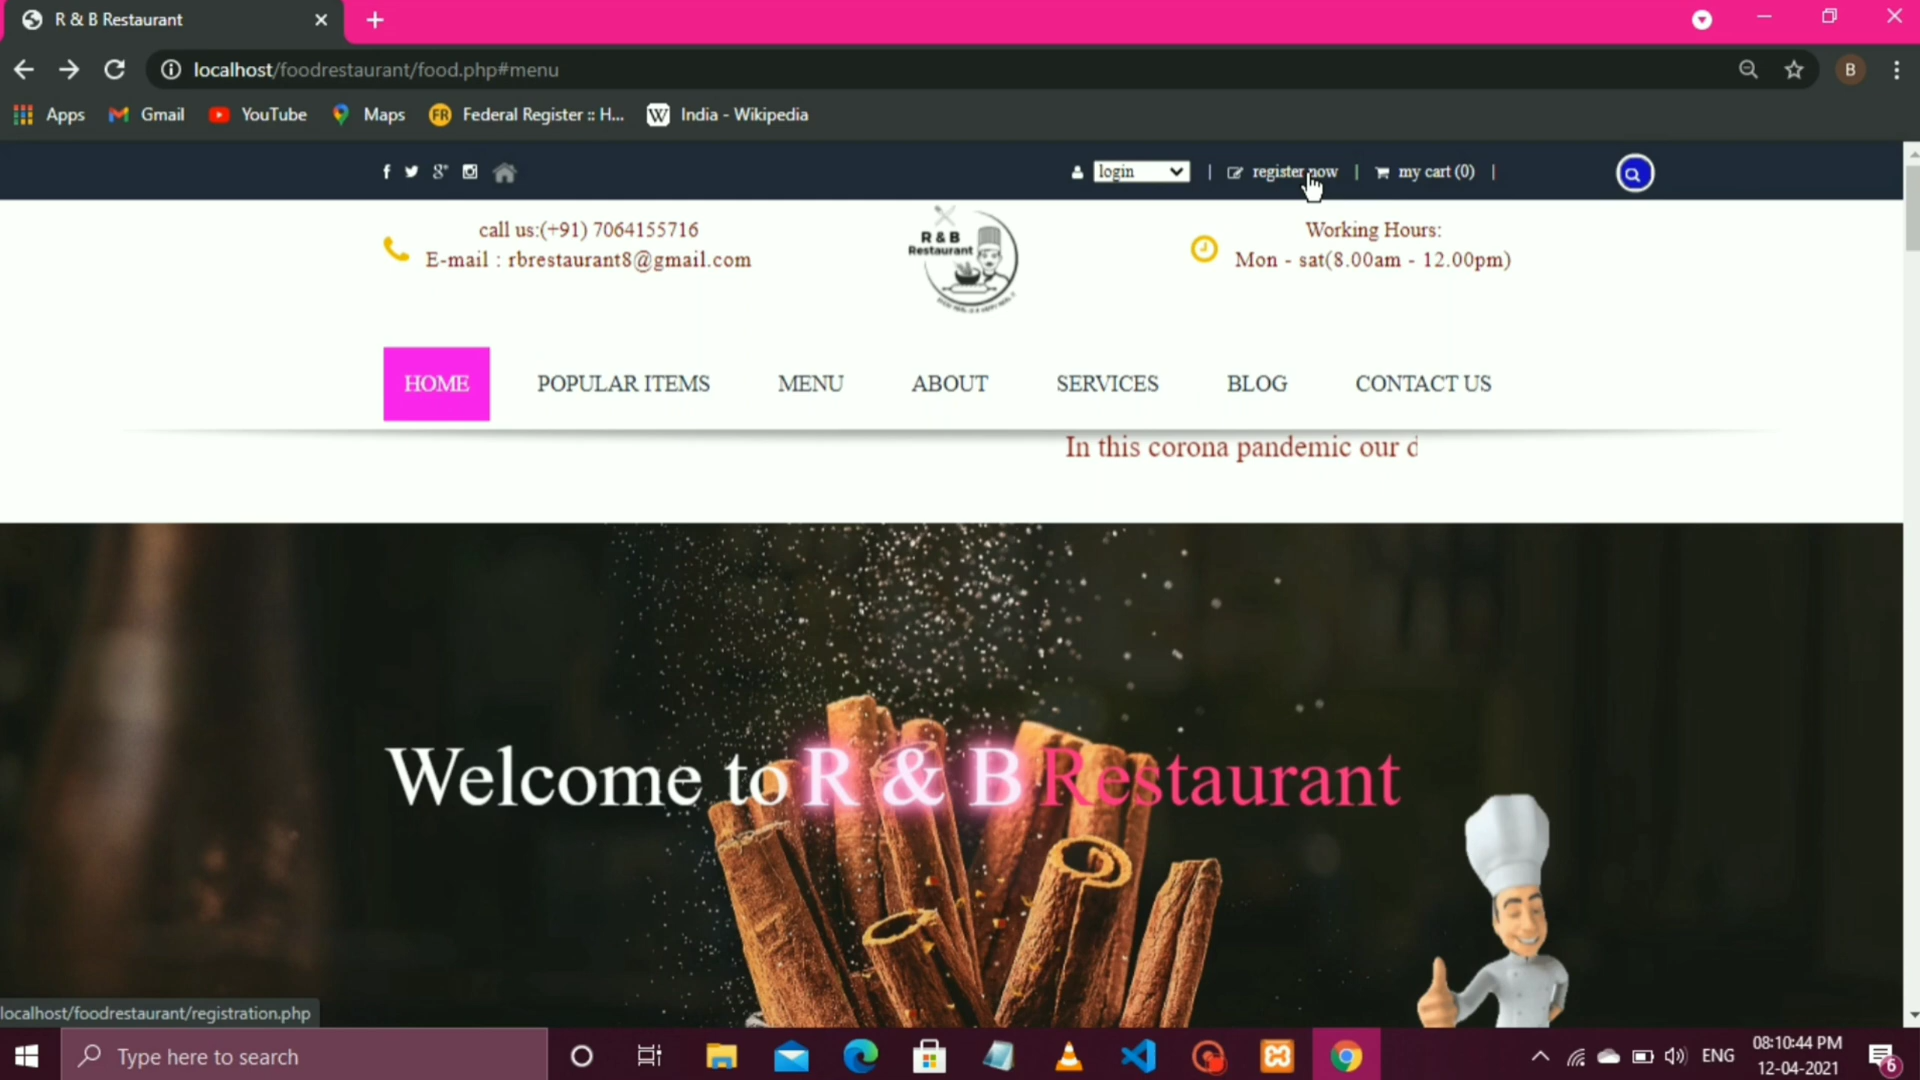 R & B Restaurant
localhost/foodrestaurant/food.php#menu
B
Apps
Gmail
YouTube
Maps
FR
Federal Register :: H...
W
India - Wikipedia
login
|
register now
|
my cart (0)
|
call us:(+91) 7064155716
E-mail : rbrestaurant8@gmail.com
R & B
Restaurant
Working Hours:
Mon - sat(8.00am - 12.00pm)
HOME
POPULAR ITEMS
MENU
ABOUT
SERVICES
BLOG
CONTACT US
In this corona pandemic our d
Welcome to R & B Restaurant
localhost/foodrestaurant/registration.php
Type here to search
ENG
08:10:44 PM
12-04-2021
6